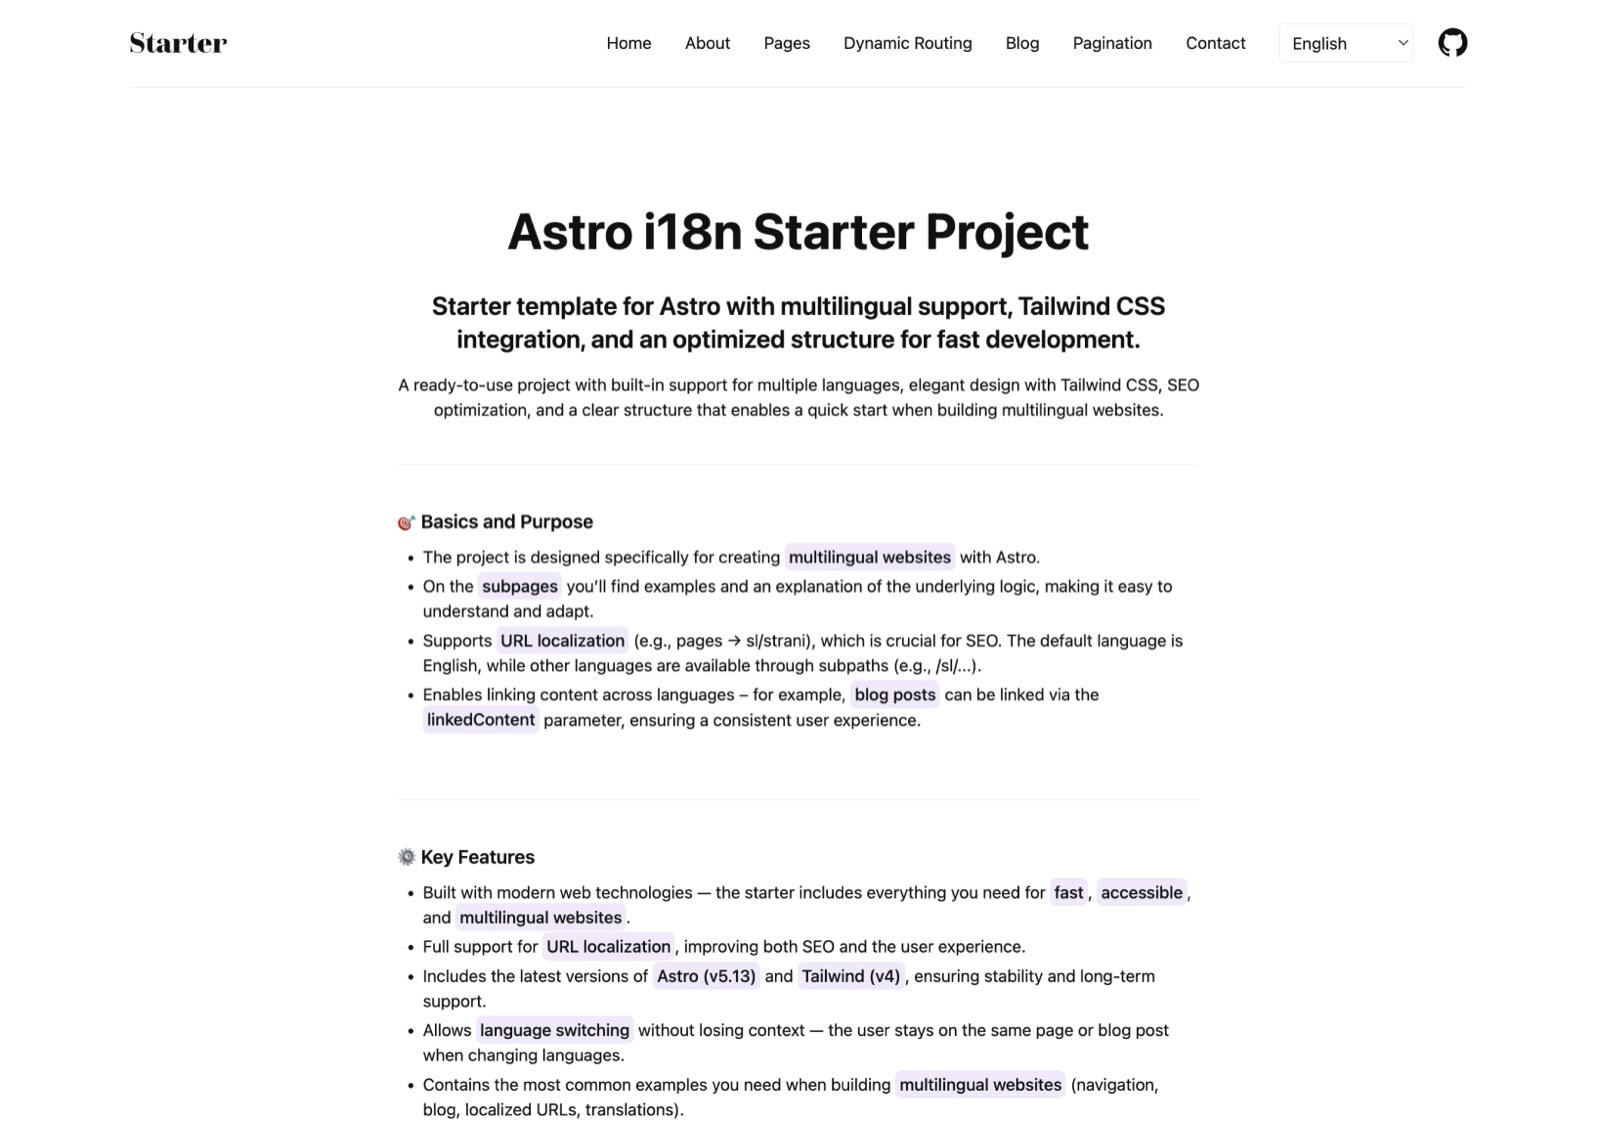 Starter
Home About Pages Dynamic Routing Blog Pagination Contact English
Astro i18n Starter Project
Starter template for Astro with multilingual support, Tailwind CSS
integration, and an optimized structure for fast development.
A ready-to-use project with built-in support for multiple languages, elegant design with Tailwind CSS, SEO
optimization, and a clear structure that enables a quick start when building multilingual websites.
🎯 Basics and Purpose
• The project is designed specifically for creating multilingual websites with Astro.
• On the subpages you’ll find examples and an explanation of the underlying logic, making it easy to
understand and adapt.
• Supports URL localization (e.g., pages → sl/strani), which is crucial for SEO. The default language is
English, while other languages are available through subpaths (e.g., /sl/...).
• Enables linking content across languages – for example, blog posts can be linked via the
linkedContent parameter, ensuring a consistent user experience.
⚙️ Key Features
• Built with modern web technologies — the starter includes everything you need for fast, accessible,
and multilingual websites.
• Full support for URL localization, improving both SEO and the user experience.
• Includes the latest versions of Astro (v5.13) and Tailwind (v4), ensuring stability and long-term
support.
• Allows language switching without losing context — the user stays on the same page or blog post
when changing languages.
• Contains the most common examples you need when building multilingual websites (navigation,
blog, localized URLs, translations).